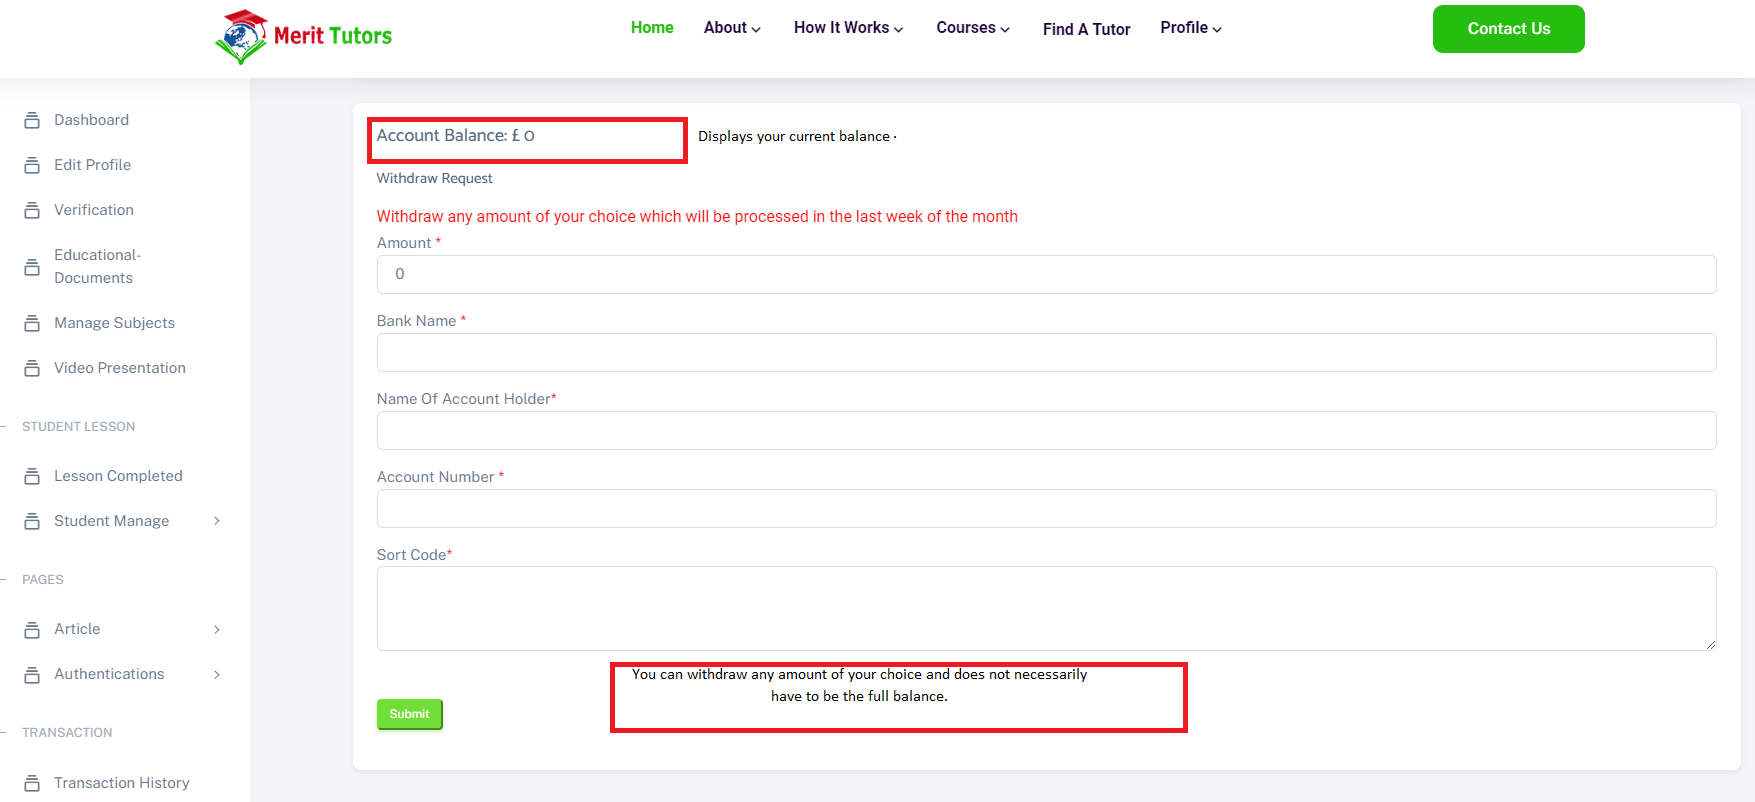 Merit Tutors
Home About How It Works Courses Find A Tutor Profile
Contact Us
Dashboard
Edit Profile
Verification
Educational-
Documents
Manage Subjects
Video Presentation
STUDENT LESSON
Lesson Completed
Student Manage
PAGES
Article
Authentications
TRANSACTION
Transaction History
Account Balance: £ 0
Displays your current balance ·
Withdraw Request
Withdraw any amount of your choice which will be processed in the last week of the month
Amount *
0
Bank Name *
Name Of Account Holder*
Account Number *
Sort Code*
You can withdraw any amount of your choice and does not necessarily
have to be the full balance.
Submit